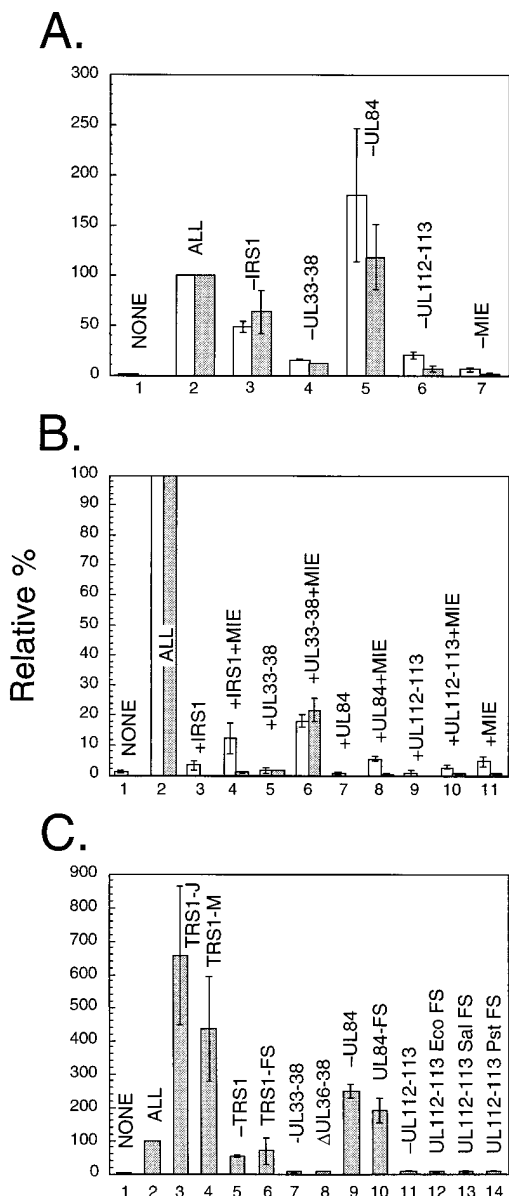 A.
300
250
200
150
100
50
0
NONE
ALL
–IRS1
–UL33-38
–UL84
–UL112-113
–MIE
1 2 3 4 5 6 7
B.
Relative %
100
90
80
70
60
50
40
30
20
10
0
NONE
ALL
+IRS1
+IRS1+MIE
+UL33-38
+UL33-38+MIE
+UL84
+UL84+MIE
+UL112-113
+UL112-113+MIE
+MIE
1 2 3 4 5 6 7 8 9 10 11
C.
900
800
700
600
500
400
300
200
100
0
NONE
ALL
TRS1-J
TRS1-M
–TRS1
TRS1-FS
-UL33-38
ΔUL36-38
–UL84
UL84-FS
–UL112-113
UL112-113 Eco FS
UL112-113 Sal FS
UL112-113 Pst FS
1 2 3 4 5 6 7 8 9 10 11 12 13 14